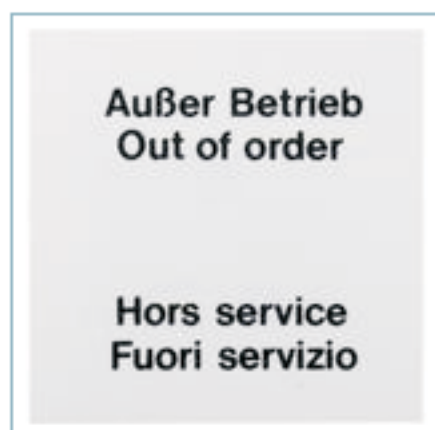 Außer Betrieb
Out of order
Hors service
Fuori servizio